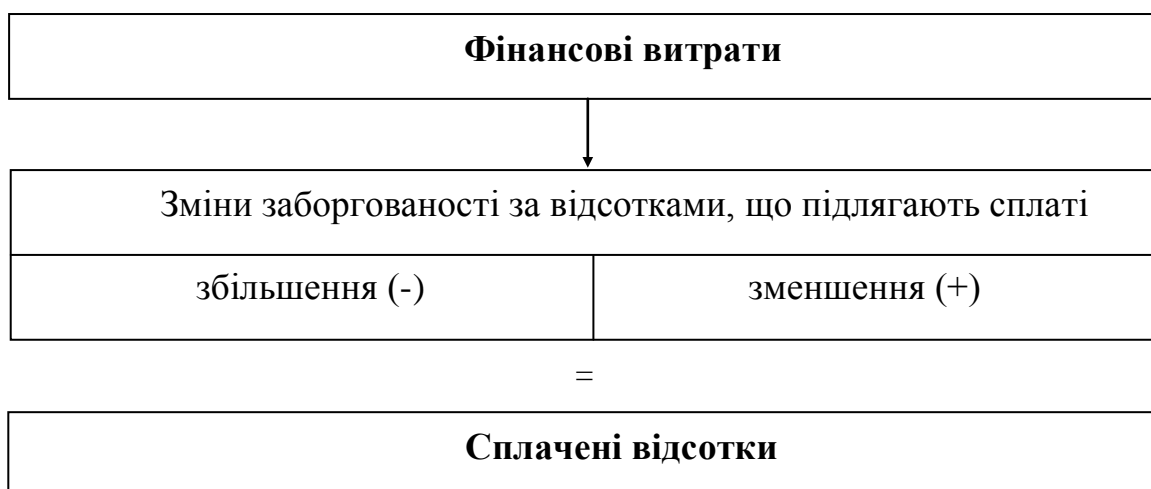 Фінансові витрати
Зміни заборгованості за відсотками, що підлягають сплаті
збільшення (-)
зменшення (+)
=
Сплачені відсотки